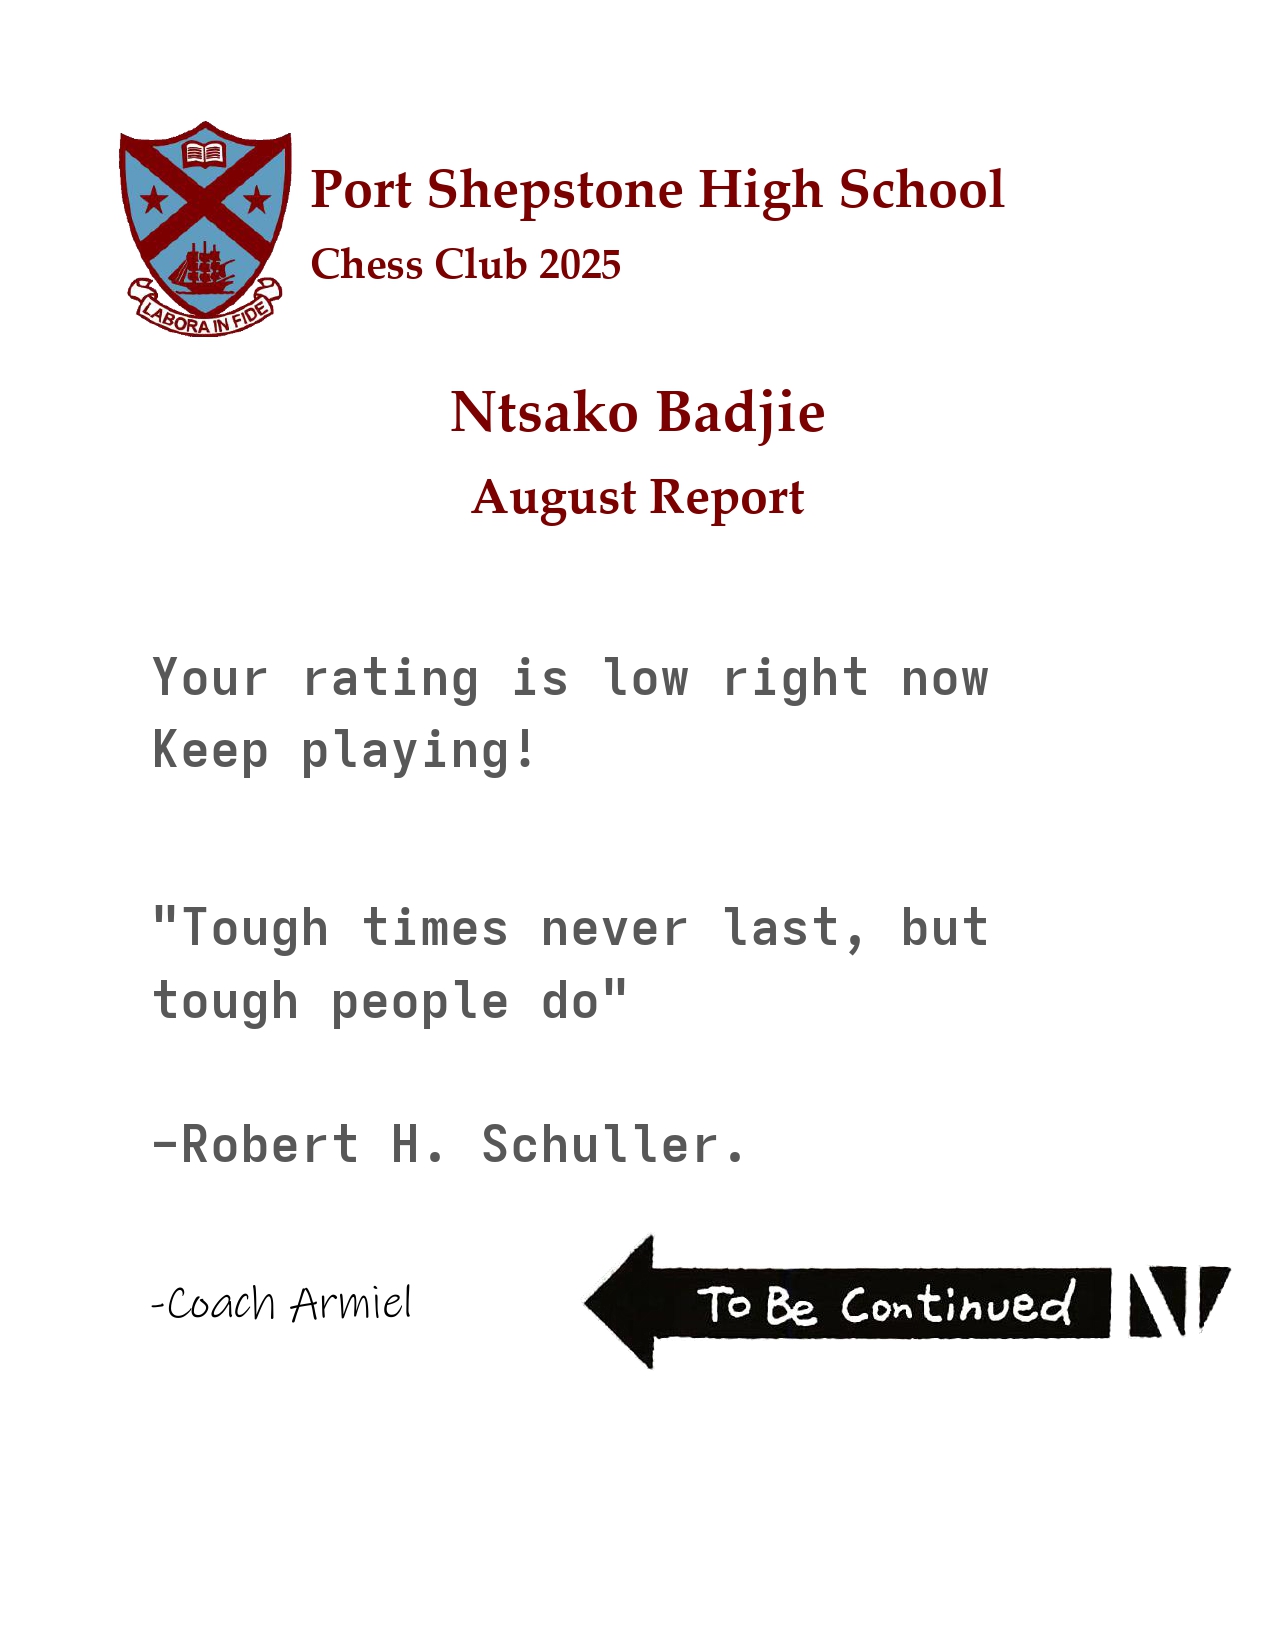 LABORA IN FIDE
Port Shepstone High School
Chess Club 2025
Ntsako Badjie
August Report
Your rating is low right now
Keep playing!
"Tough times never last, but
tough people do"
-Robert H. Schuller.
-Coach Armiel
To Be Continued